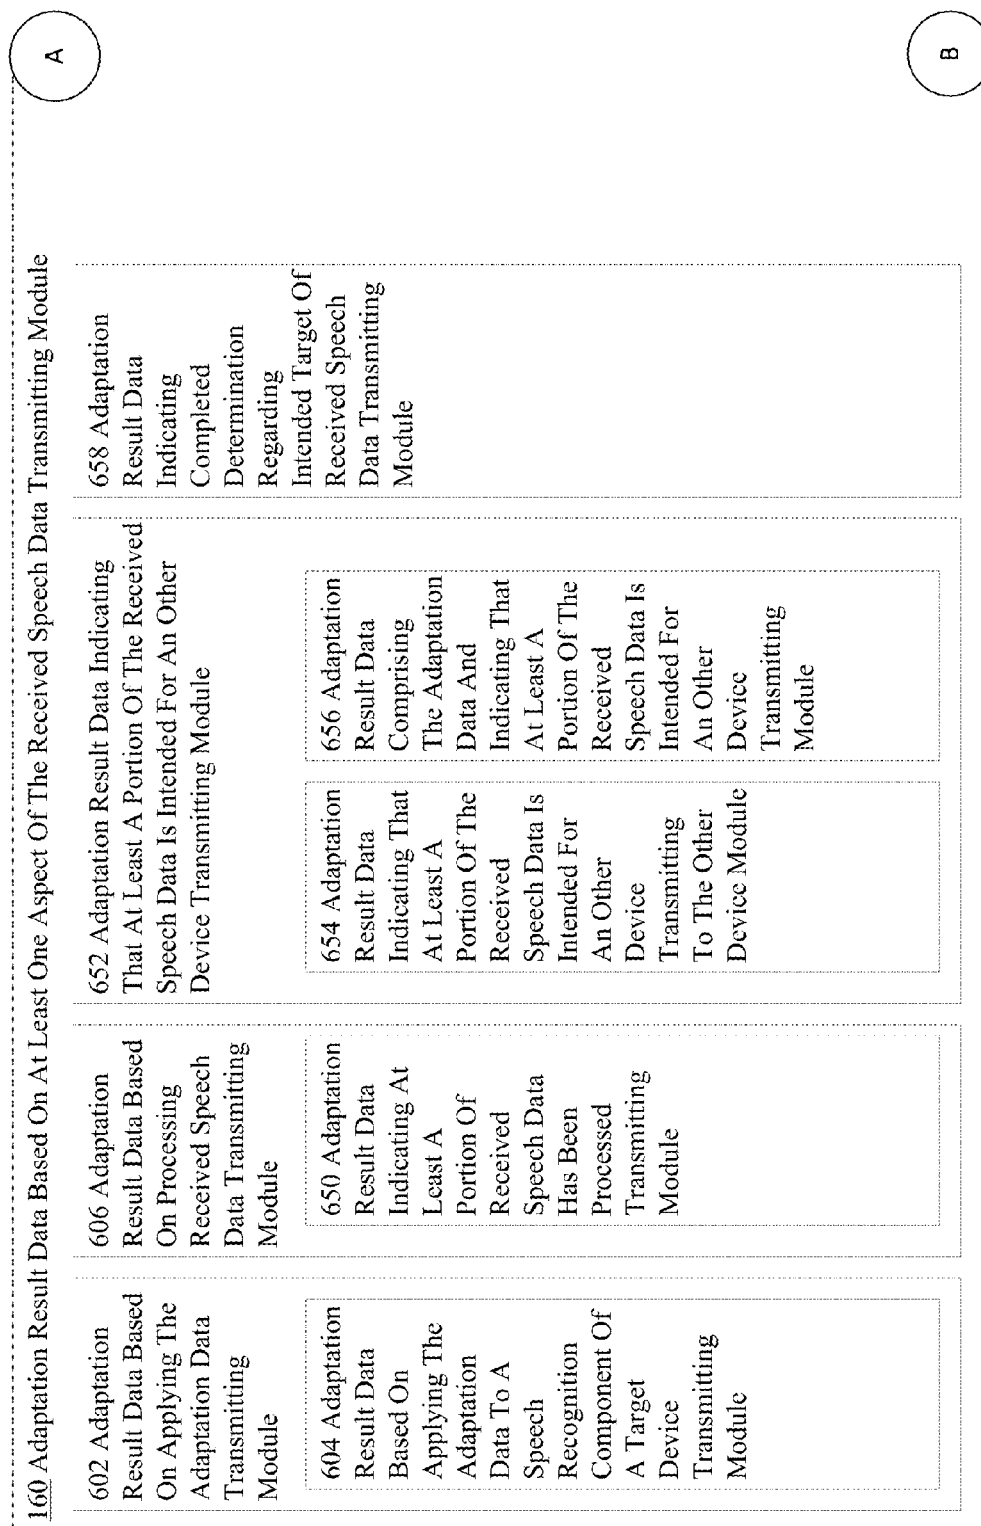 160 Adaptation Result Data Based On At Least One Aspect Of The Received Speech Data Transmitting Module
602 Adaptation
Result Data Based
On Applying The
Adaptation Data
Transmitting
Module
604 Adaptation
Result Data
Based On
Applying The
Adaptation
Data To A
Speech
Recognition
Component Of
A Target
Device
Transmitting
Module
606 Adaptation
Result Data Based
On Processing
Received Speech
Data Transmitting
Module
650 Adaptation
Result Data
Indicating At
Least A
Portion Of
Received
Speech Data
Has Been
Processed
Transmitting
Module
652 Adaptation Result Data Indicating
That At Least A Portion Of The Received
Speech Data Is Intended For An Other
Device Transmitting Module
654 Adaptation
Result Data
Indicating That
At Least A
Portion Of The
Received
Speech Data Is
Intended For
An Other
Device
Transmitting
To The Other
Device Module
656 Adaptation
Result Data
Comprising
The Adaptation
Data And
Indicating That
At Least A
Portion Of The
Received
Speech Data Is
Intended For
An Other
Device
Transmitting
Module
658 Adaptation
Result Data
Indicating
Completed
Determination
Regarding
Intended Target Of
Received Speech
Data Transmitting
Module
A
B